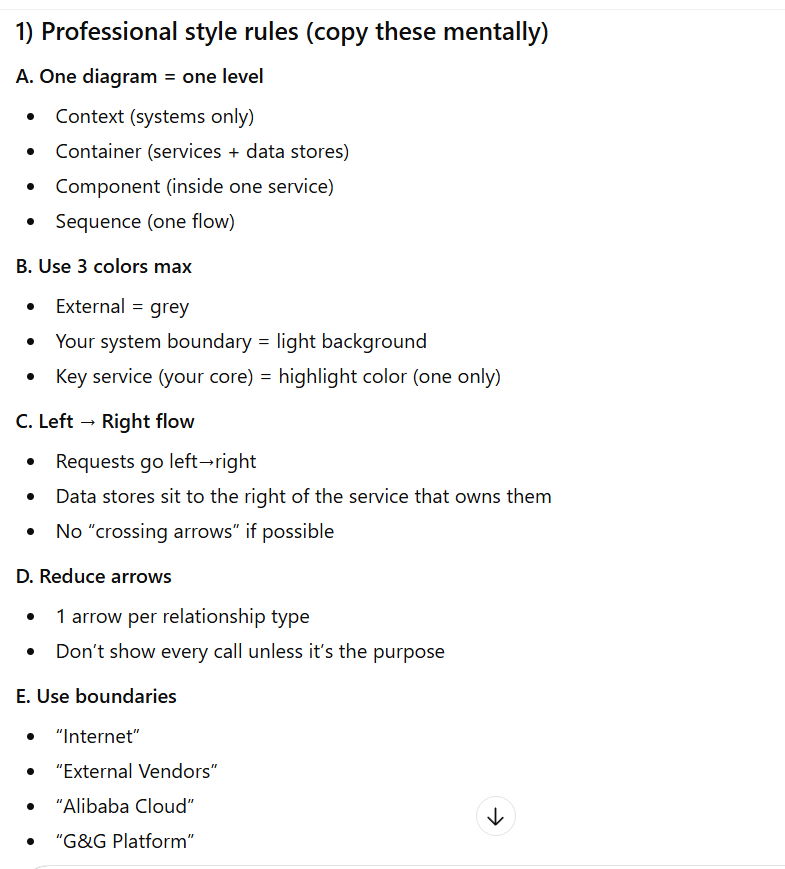 1) Professional style rules (copy these mentally)
A. One diagram = one level
• Context (systems only)
• Container (services + data stores)
• Component (inside one service)
• Sequence (one flow)
B. Use 3 colors max
• External = grey
• Your system boundary = light background
• Key service (your core) = highlight color (one only)
C. Left → Right flow
• Requests go left→right
• Data stores sit to the right of the service that owns them
• No “crossing arrows” if possible
D. Reduce arrows
• 1 arrow per relationship type
• Don’t show every call unless it’s the purpose
E. Use boundaries
• “Internet”
• “External Vendors”
• “Alibaba Cloud”
• “G&G Platform”